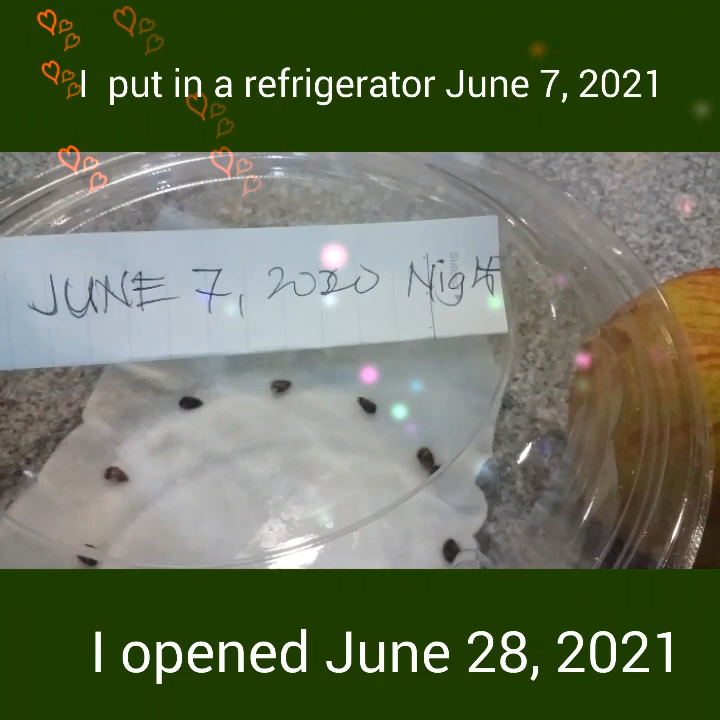 I put in a refrigerator June 7, 2021
JUNE 7, 2020 Night
I opened June 28, 2021